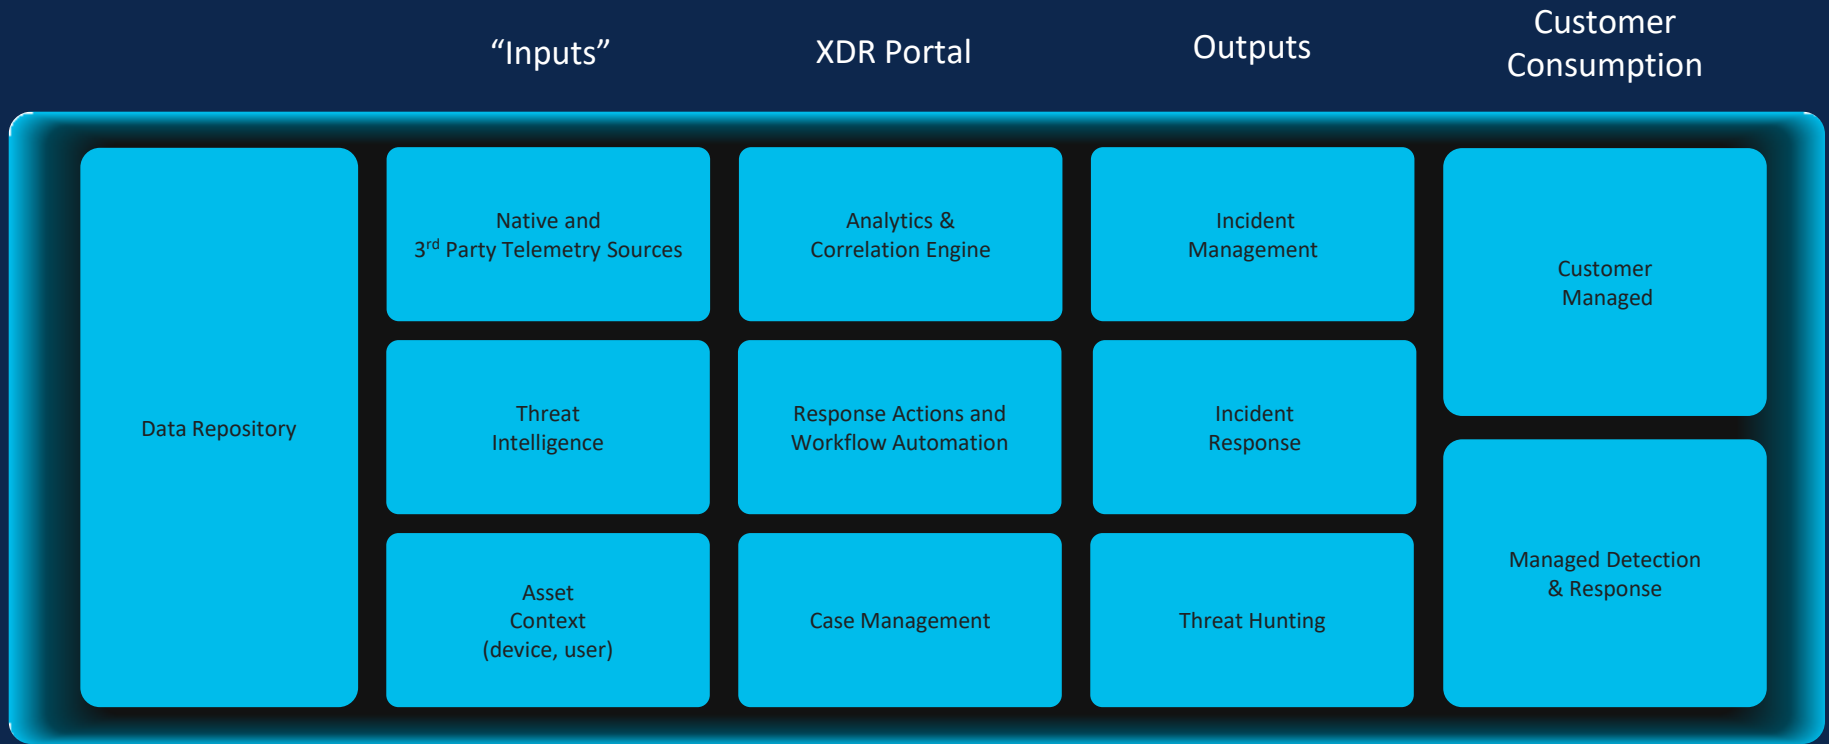 “Inputs”
XDR Portal
Outputs
Customer
Consumption
Data Repository
Native and
3rd Party Telemetry Sources
Threat
Intelligence
Asset
Context
(device, user)
Analytics &
Correlation Engine
Response Actions and
Workflow Automation
Case Management
Incident
Management
Incident
Response
Threat Hunting
Customer
Managed
Managed Detection
& Response